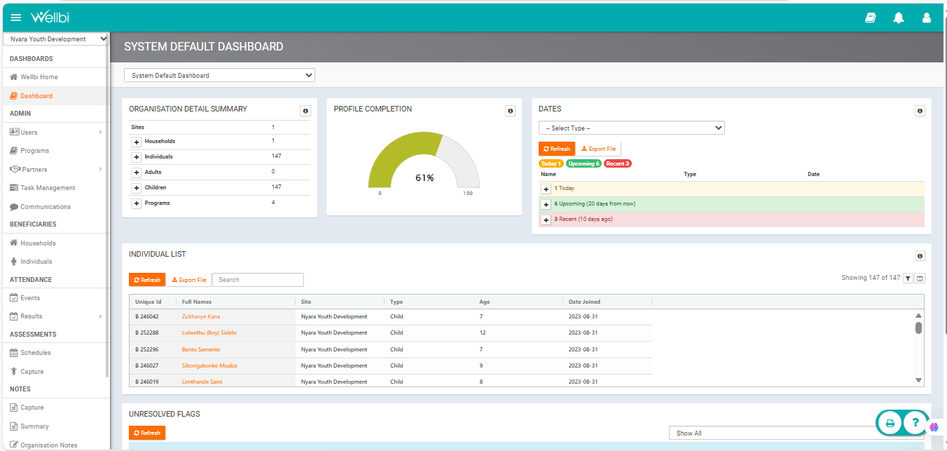 Wellbi
Nyara Youth Development
SYSTEM DEFAULT DASHBOARD
DASHBOARDS
Wellbi Home
Dashboard
ADMIN
Users
Programs
Partners
Task Management
Communications
BENEFICIARIES
Households
Individuals
ATTENDANCE
Events
Results
ASSESSMENTS
Schedules
Capture
NOTES
Capture
Summary
Organisation Notes
System Default Dashboard
ORGANISATION DETAIL SUMMARY
Sites 1
Households 1
Individuals 147
Adults 0
Children 147
Programs 4
PROFILE COMPLETION
61%
0 100
DATES
-- Select Type --
Refresh Export File
Today 1 Upcoming 6 Recent 3
Name Type Date
1 Today
6 Upcoming (20 days from now)
3 Recent (10 days ago)
INDIVIDUAL LIST
Refresh Export File Search Showing 147 of 147
Unique Id Full Names Site Type Age Date Joined
B 246042 Zukhanye Kana Nyara Youth Development Child 7 2023-08-31
B 252288 Lolwethu (Boy) Sidelo Nyara Youth Development Child 12 2023-08-31
B 252296 Bantu Samente Nyara Youth Development Child 7 2023-08-31
B 246027 Sibongakonke Mqaba Nyara Youth Development Child 9 2023-08-31
B 246019 Limthande Sami Nyara Youth Development Child 8 2023-08-31
UNRESOLVED FLAGS
Refresh Show All
?